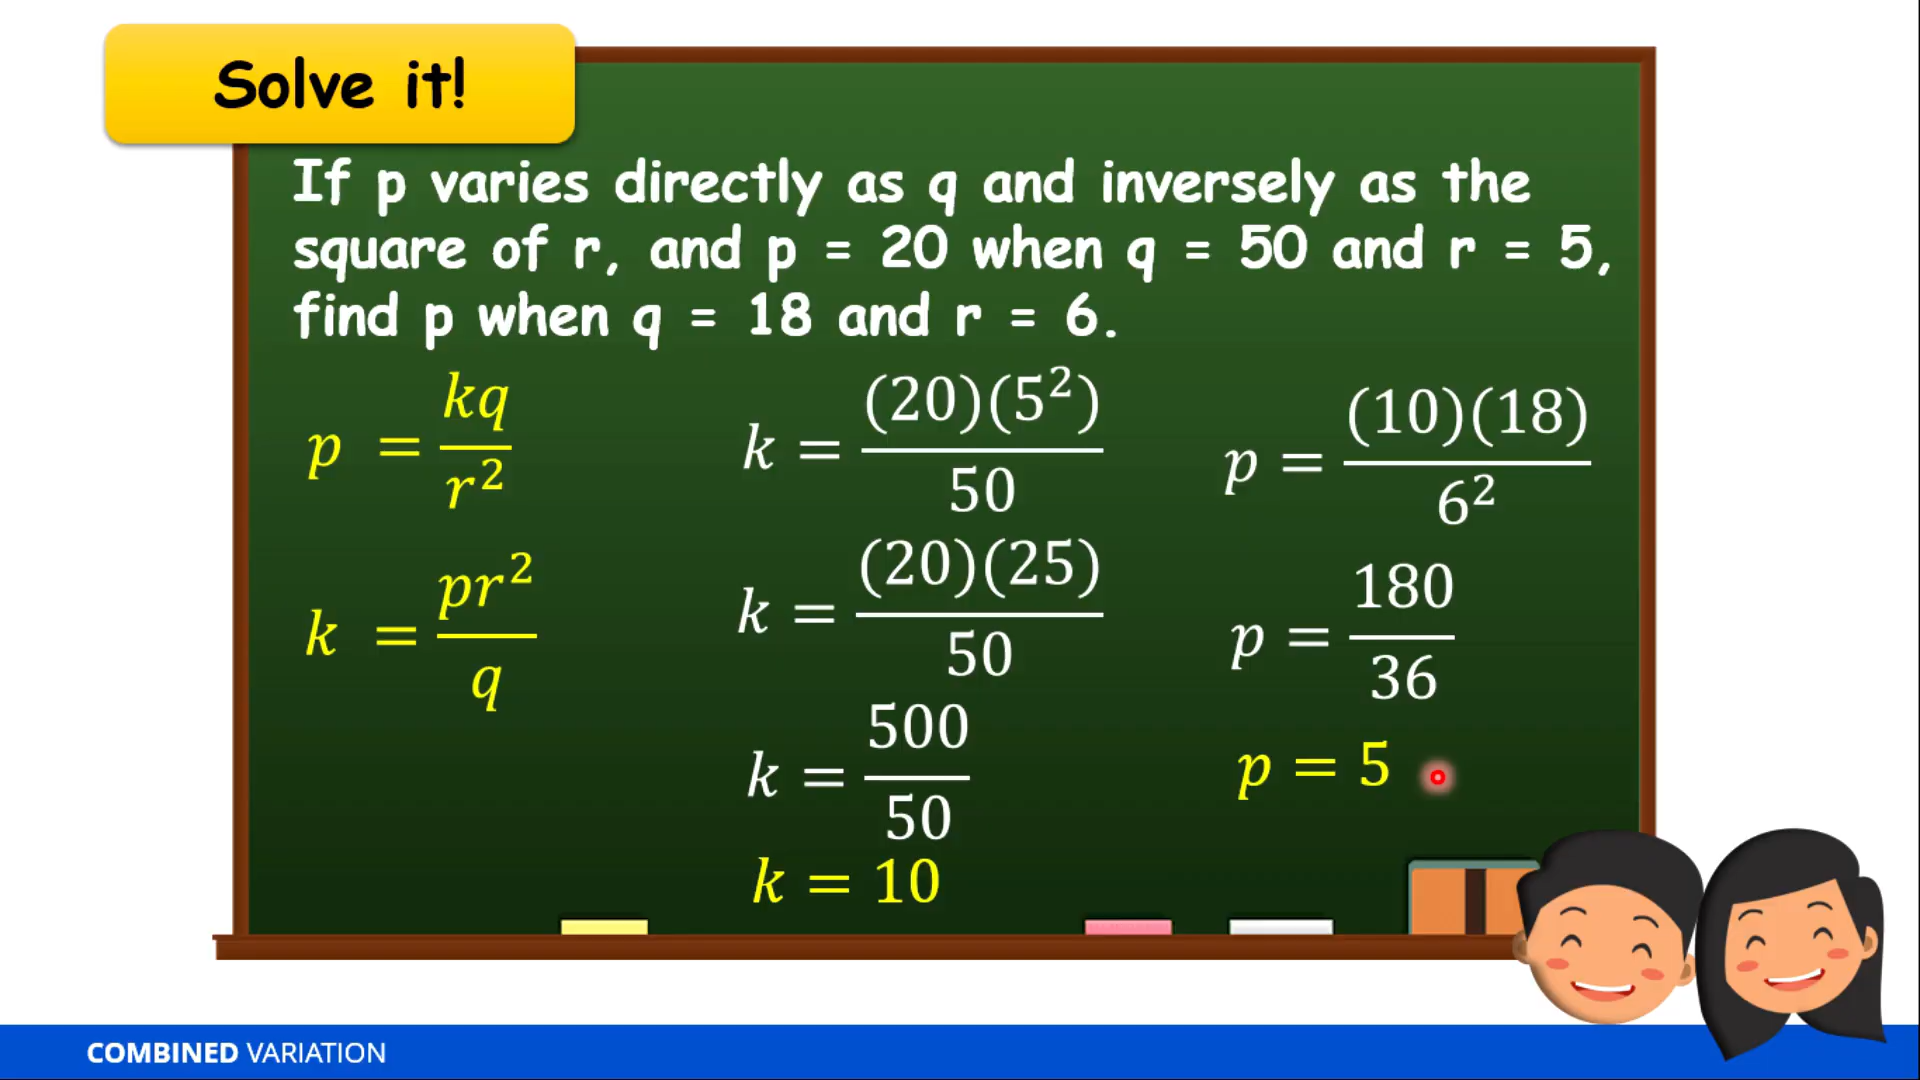 Solve it!
If p varies directly as q and inversely as the
square of r, and p = 20 when q = 50 and r = 5,
find p when q = 18 and r = 6.
p = kq/r²
k = pr²/q
k = (20)(5²)/50
k = (20)(25)/50
k = 500/50
k = 10
p = (10)(18)/6²
p = 180/36
p = 5
COMBINED VARIATION